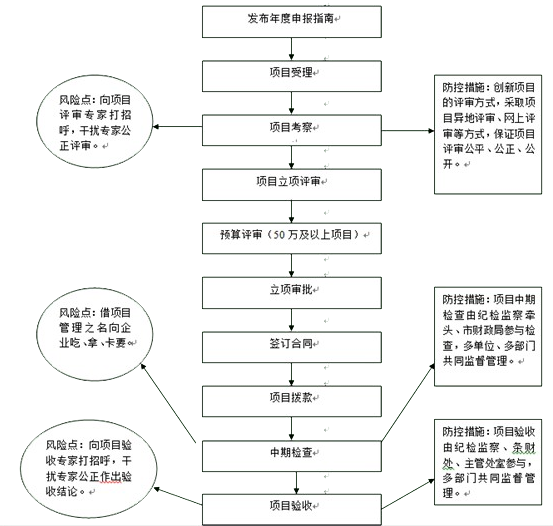 发布年度申报指南
项目受理
风险点：向项目
评审专家打招
呼，干扰专家公
正评审。
项目考察
防控措施：创新项目
的评审方式，采取项
目异地评审、网上评
审等方式，保证项目
评审公平、公正、公
开。
项目立项评审
预算评审（50 万及以上项目）
立项审批
签订合同
风险点：借项目
管理之名向企
业吃、拿、卡要。
防控措施：项目中期
检查由纪检监察牵
头、市财政局参与检
查，多单位、多部门
共同监督管理。
项目拨款
中期检查
风险点：向项目验
收专家打招呼，干
扰专家公正作出验
收结论。
防控措施：项目验收
由纪检监察、条财
处、主管处室参与，
多部门共同监督管
理。
项目验收